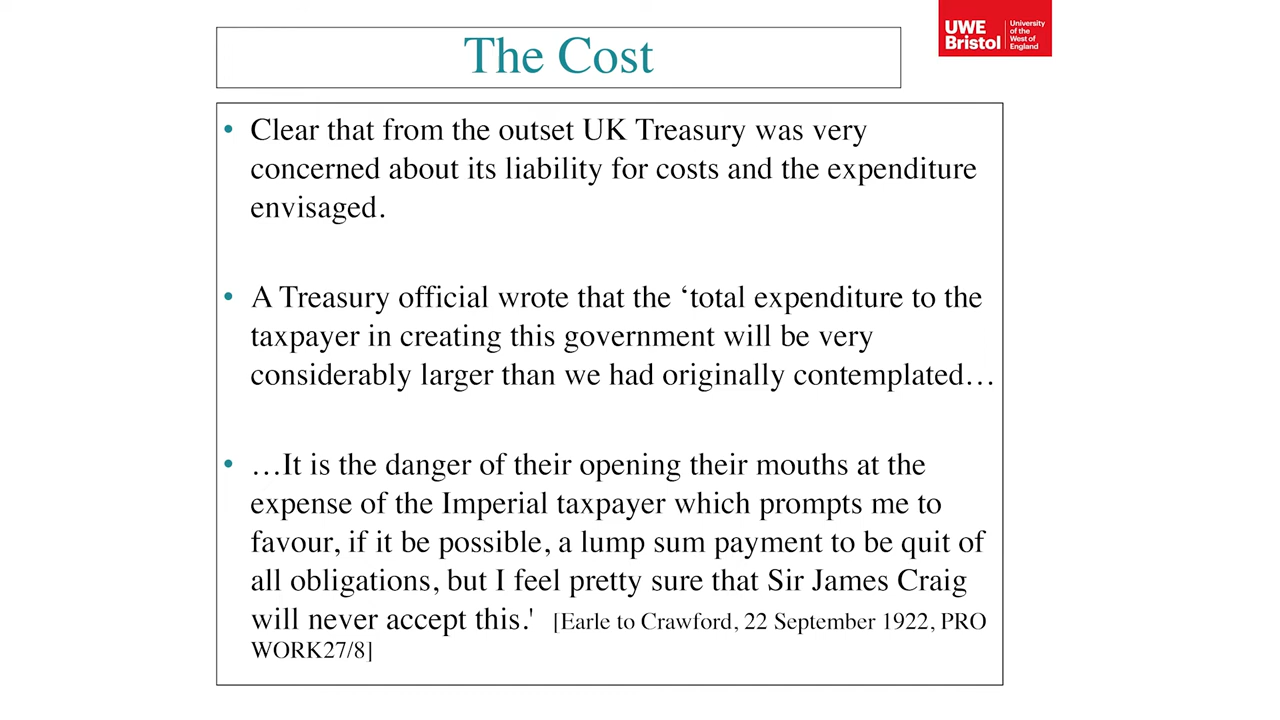 The Cost
UWE
Bristol
University
of the
West of
England
• Clear that from the outset UK Treasury was very
concerned about its liability for costs and the expenditure
envisaged.
• A Treasury official wrote that the ‘total expenditure to the
taxpayer in creating this government will be very
considerably larger than we had originally contemplated…
• …It is the danger of their opening their mouths at the
expense of the Imperial taxpayer which prompts me to
favour, if it be possible, a lump sum payment to be quit of
all obligations, but I feel pretty sure that Sir James Craig
will never accept this.' [Earle to Crawford, 22 September 1922, PRO
WORK27/8]